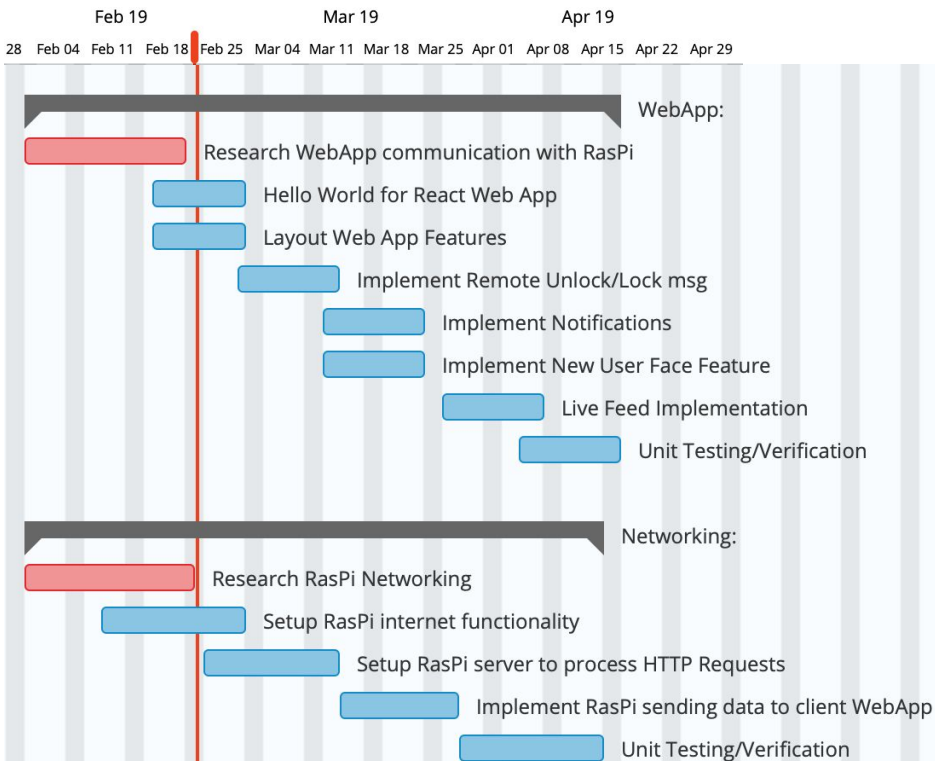 Feb 19 Mar 19 Apr 19
28 Feb 04 Feb 11 Feb 18 Feb 25 Mar 04 Mar 11 Mar 18 Mar 25 Apr 01 Apr 08 Apr 15 Apr 22 Apr 29
WebApp:
Research WebApp communication with RasPi
Hello World for React Web App
Layout Web App Features
Implement Remote Unlock/Lock msg
Implement Notifications
Implement New User Face Feature
Live Feed Implementation
Unit Testing/Verification
Networking:
Research RasPi Networking
Setup RasPi internet functionality
Setup RasPi server to process HTTP Requests
Implement RasPi sending data to client WebApp
Unit Testing/Verification